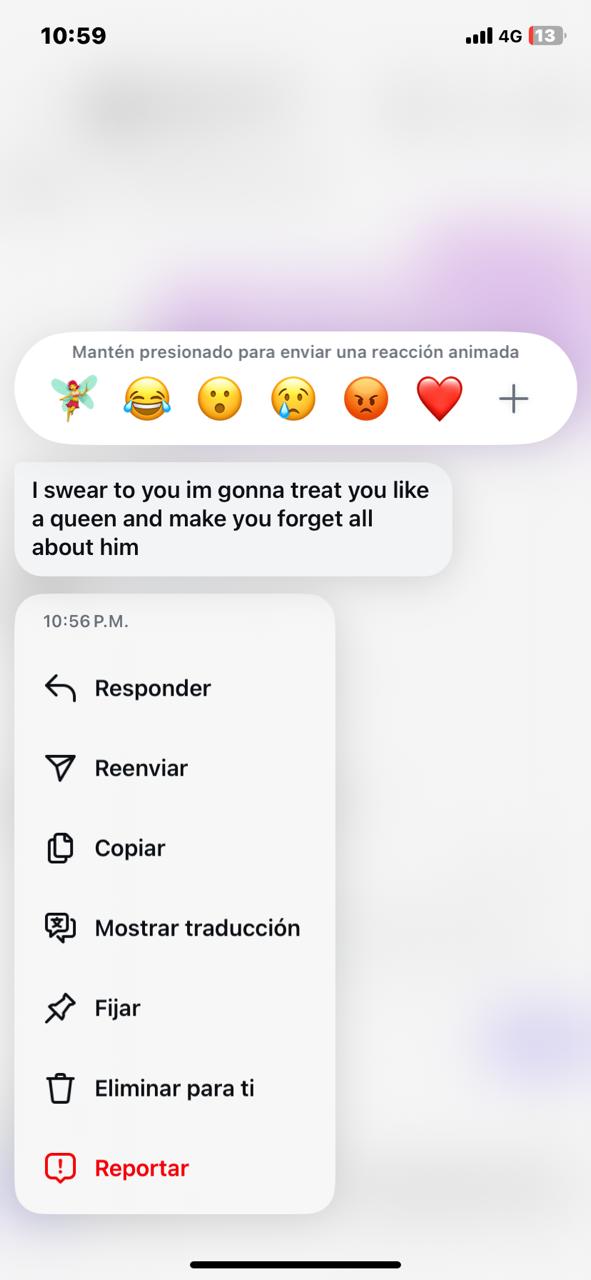 10:59
4G 13
Mantén presionado para enviar una reacción animada
I swear to you im gonna treat you like
a queen and make you forget all
about him
10:56 P.M.
Responder
Reenviar
Copiar
Mostrar traducción
Fijar
Eliminar para ti
Reportar